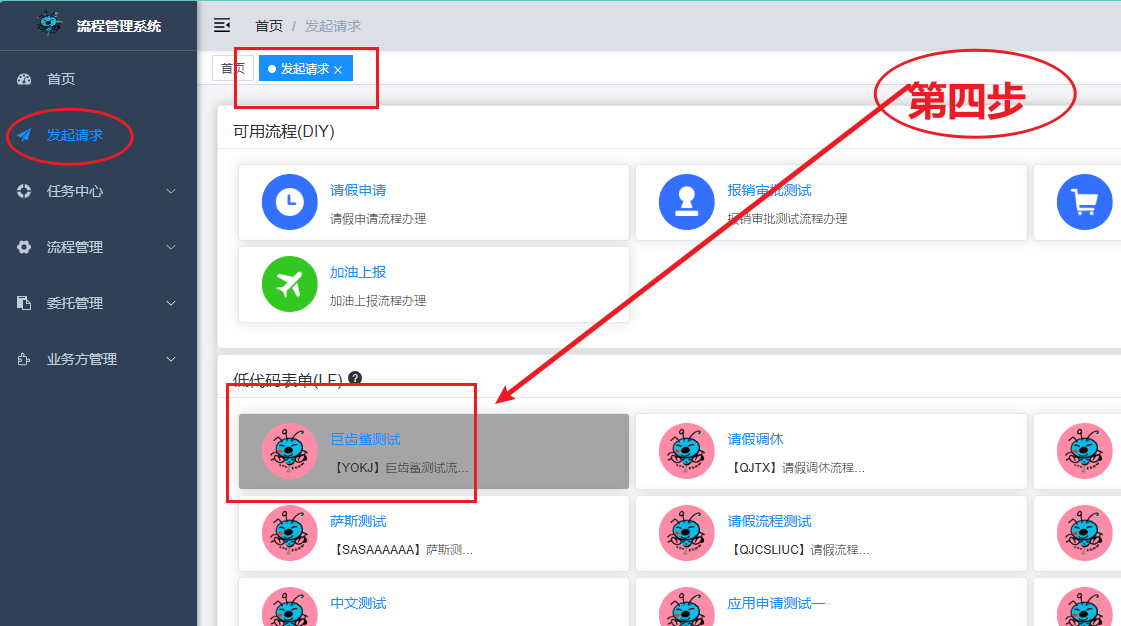 流程管理系统
首页 / 发起请求
首页
发起请求 ×
首页
发起请求
任务中心
流程管理
委托管理
业务方管理
第四步
可用流程(DIY)
请假申请
请假申请流程办理
报销审批测试
报销审批测试流程办理
加油上报
加油上报流程办理
低代码表单(LF) ?
巨齿鲨测试
【YOKJ】巨齿鲨测试流...
请假调休
【QJTX】请假调休流程...
萨斯测试
【SASAAAAAA】萨斯测...
请假流程测试
【QJCSLIUC】请假流程...
中文测试
应用申请测试一